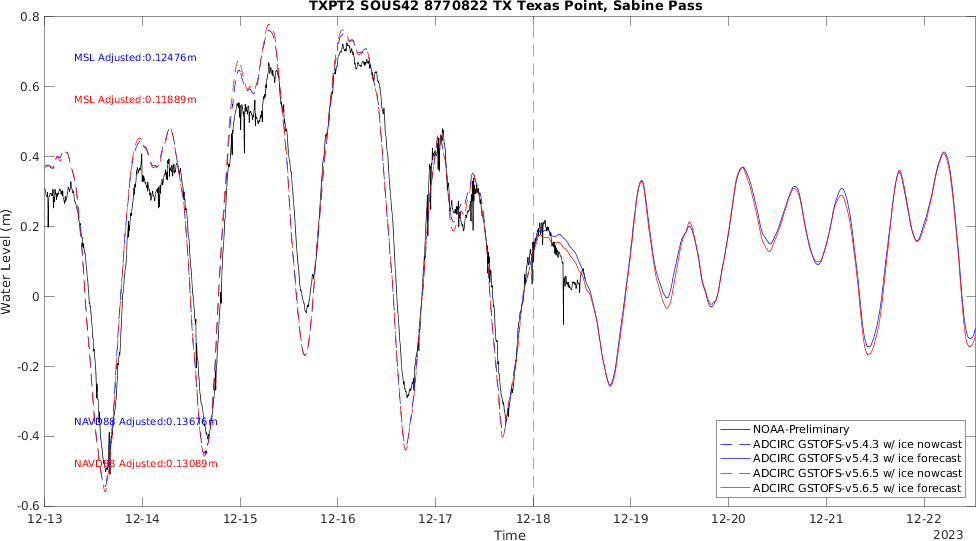 TXPT2 SOUS42 8770822 TX Texas Point, Sabine Pass
0.8
0.6
0.4
0.2
0
-0.2
-0.4
-0.6
Water Level (m)
MSL Adjusted:0.12476m
MSL Adjusted:0.11889m
NAVD88 Adjusted:0.13676m
NAVD88 Adjusted:0.13089m
NOAA-Preliminary
ADCIRC GSTOFS-v5.4.3 w/ ice nowcast
ADCIRC GSTOFS-v5.4.3 w/ ice forecast
ADCIRC GSTOFS-v5.6.5 w/ ice nowcast
ADCIRC GSTOFS-v5.6.5 w/ ice forecast
12-13 12-14 12-15 12-16 12-17 12-18 12-19 12-20 12-21 12-22
Time
2023